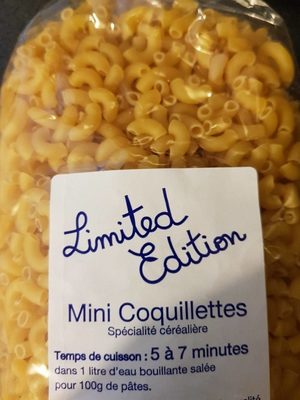 Limited
Edition
Mini Coquillettes
Spécialité céréalière
Temps de cuisson : 5 à 7 minutes
dans 1 litre d'eau bouillante salée
pour 100g de pâtes.